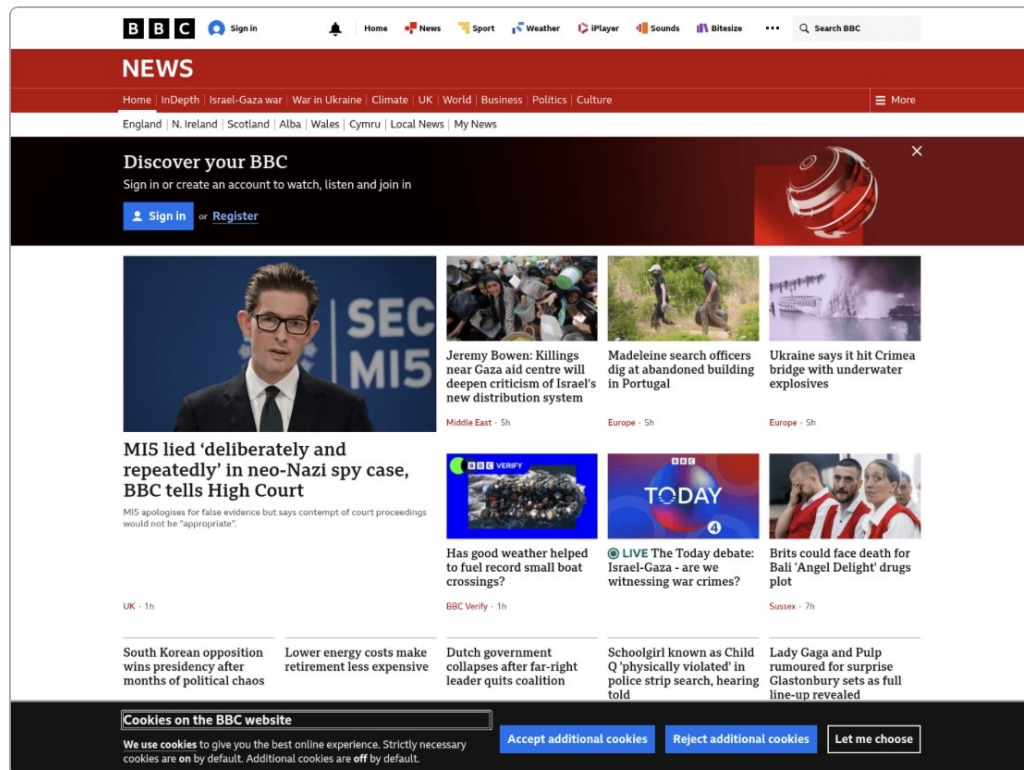 BBC
Sign in
Home
News
Sport
Weather
iPlayer
Sounds
Bitesize
Search BBC
NEWS
Home
InDepth
Israel-Gaza war
War in Ukraine
Climate
UK
World
Business
Politics
Culture
More
England
N. Ireland
Scotland
Alba
Wales
Cymru
Local News
My News
Discover your BBC
Sign in or create an account to watch, listen and join in
Sign in or Register
SEC
MI5
MI5 lied ‘deliberately and
repeatedly’ in neo-Nazi spy case,
BBC tells High Court
MI5 apologises for false evidence but says contempt of court proceedings
would not be "appropriate".
UK - 1h
Jeremy Bowen: Killings
near Gaza aid centre will
deepen criticism of Israel's
new distribution system
Middle East - 5h
Madeleine search officers
dig at abandoned building
in Portugal
Europe - 5h
Ukraine says it hit Crimea
bridge with underwater
explosives
Europe - 5h
BBC VERIFY
Has good weather helped
to fuel record small boat
crossings?
BBC Verify - 1h
BBC
TODAY
4
LIVE The Today debate:
Israel-Gaza - are we
witnessing war crimes?
Brits could face death for
Bali 'Angel Delight' drugs
plot
Sussex - 7h
South Korean opposition
wins presidency after
months of political chaos
Lower energy costs make
retirement less expensive
Dutch government
collapses after far-right
leader quits coalition
Schoolgirl known as Child
Q 'physically violated' in
police strip search, hearing
told
Lady Gaga and Pulp
rumoured for surprise
Glastonbury sets as full
line-up revealed
Cookies on the BBC website
We use cookies to give you the best online experience. Strictly necessary
cookies are on by default. Additional cookies are off by default.
Accept additional cookies
Reject additional cookies
Let me choose